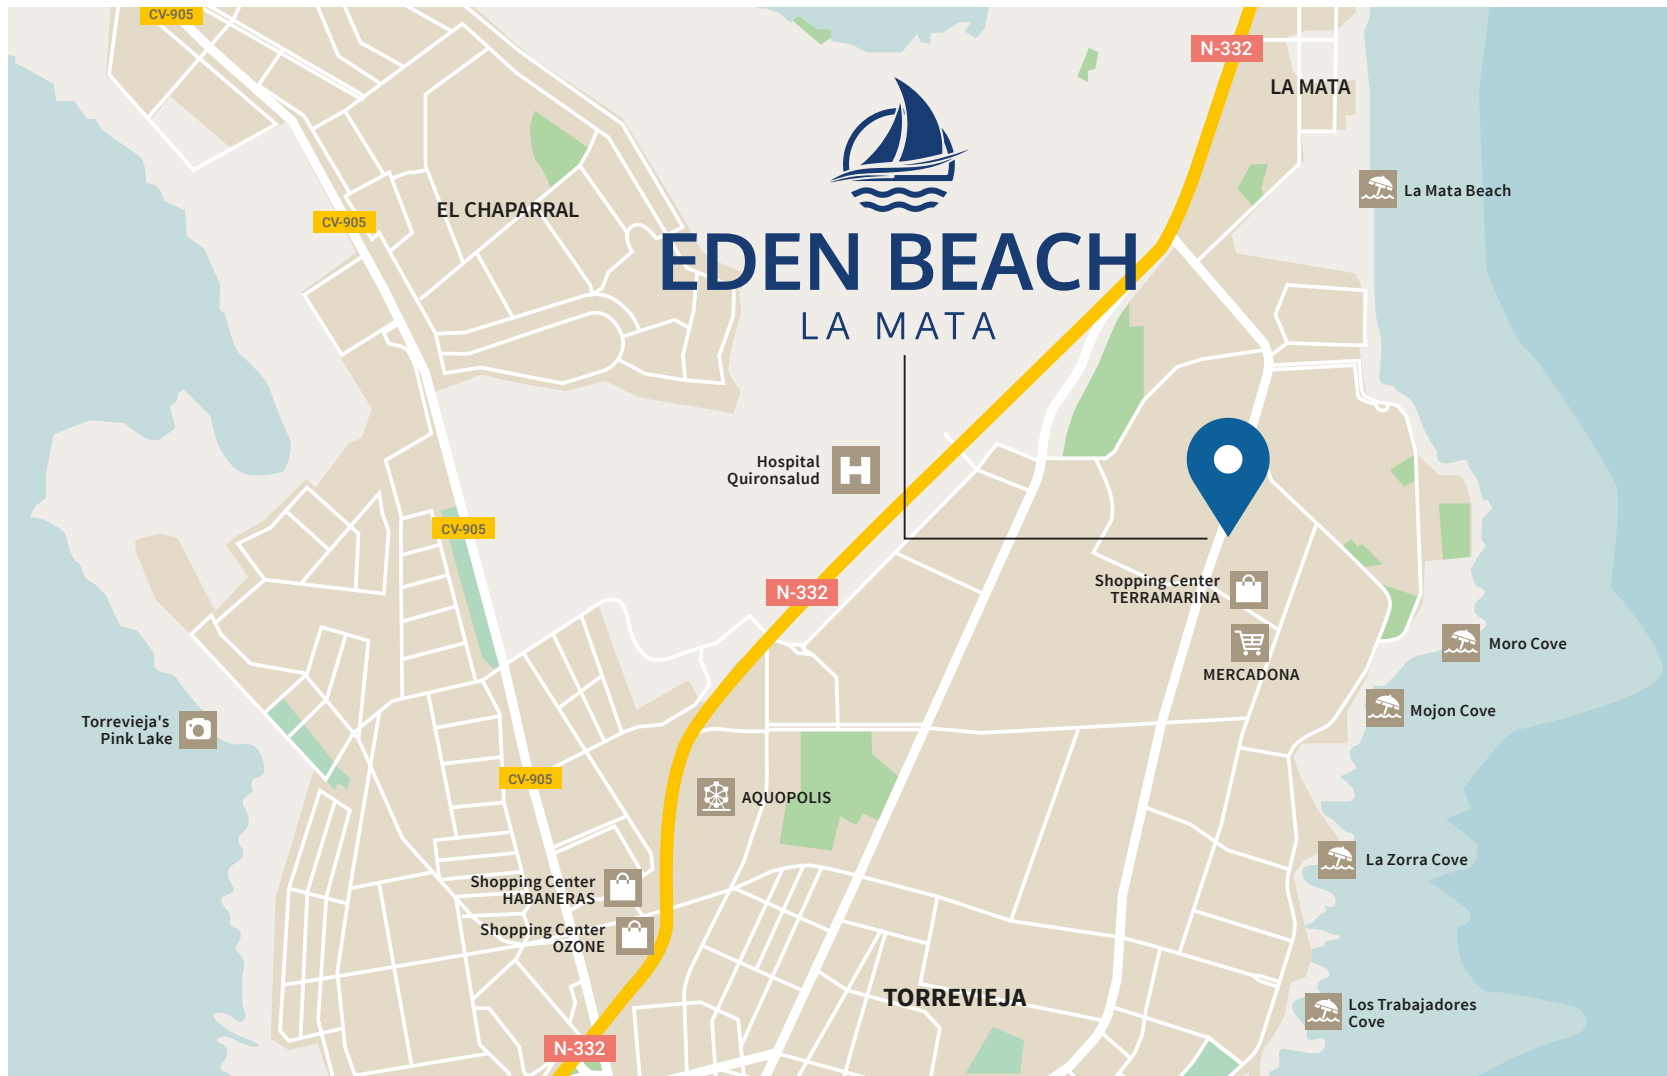 CV-905
N-332
LA MATA
La Mata Beach
EL CHAPARRAL
CV-905
EDEN BEACH
LA MATA
Hospital
Quironsalud
CV-905
N-332
Shopping Center
TERRAMARINA
MERCADONA
Moro Cove
Mojon Cove
Torrevieja's
Pink Lake
CV-905
AQUOPOLIS
La Zorra Cove
Shopping Center
HABANERAS
Shopping Center
OZONE
TORREVIEJA
Los Trabajadores
Cove
N-332